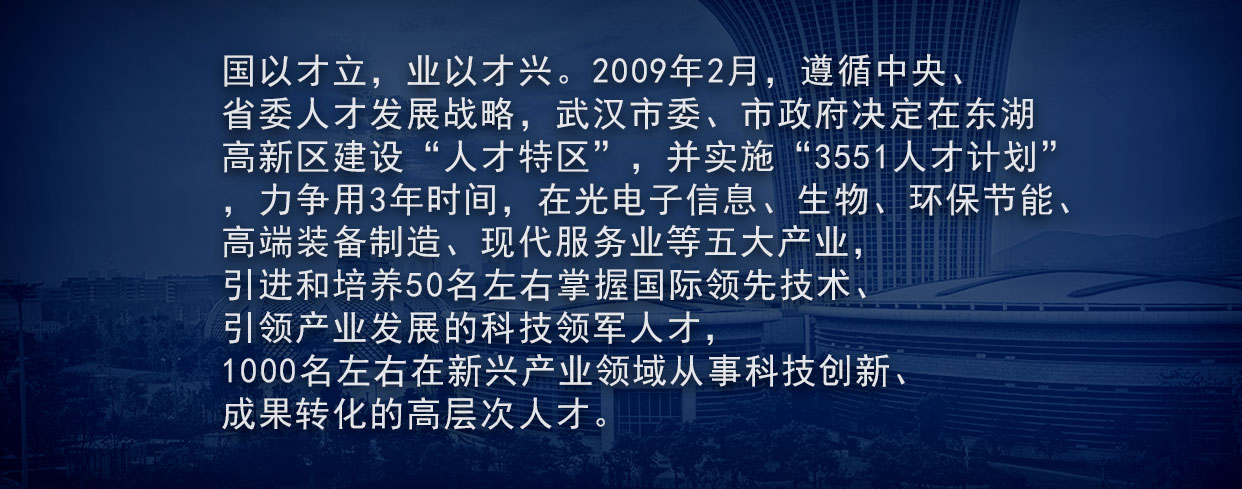 国以才立，业以才兴。2009年2月，遵循中央、
省委人才发展战略，武汉市委、市政府决定在东湖
高新区建设“人才特区”，并实施“3551人才计划”
，力争用3年时间，在光电子信息、生物、环保节能、
高端装备制造、现代服务业等五大产业，
引进和培养50名左右掌握国际领先技术、
引领产业发展的科技领军人才，
1000名左右在新兴产业领域从事科技创新、
成果转化的高层次人才。